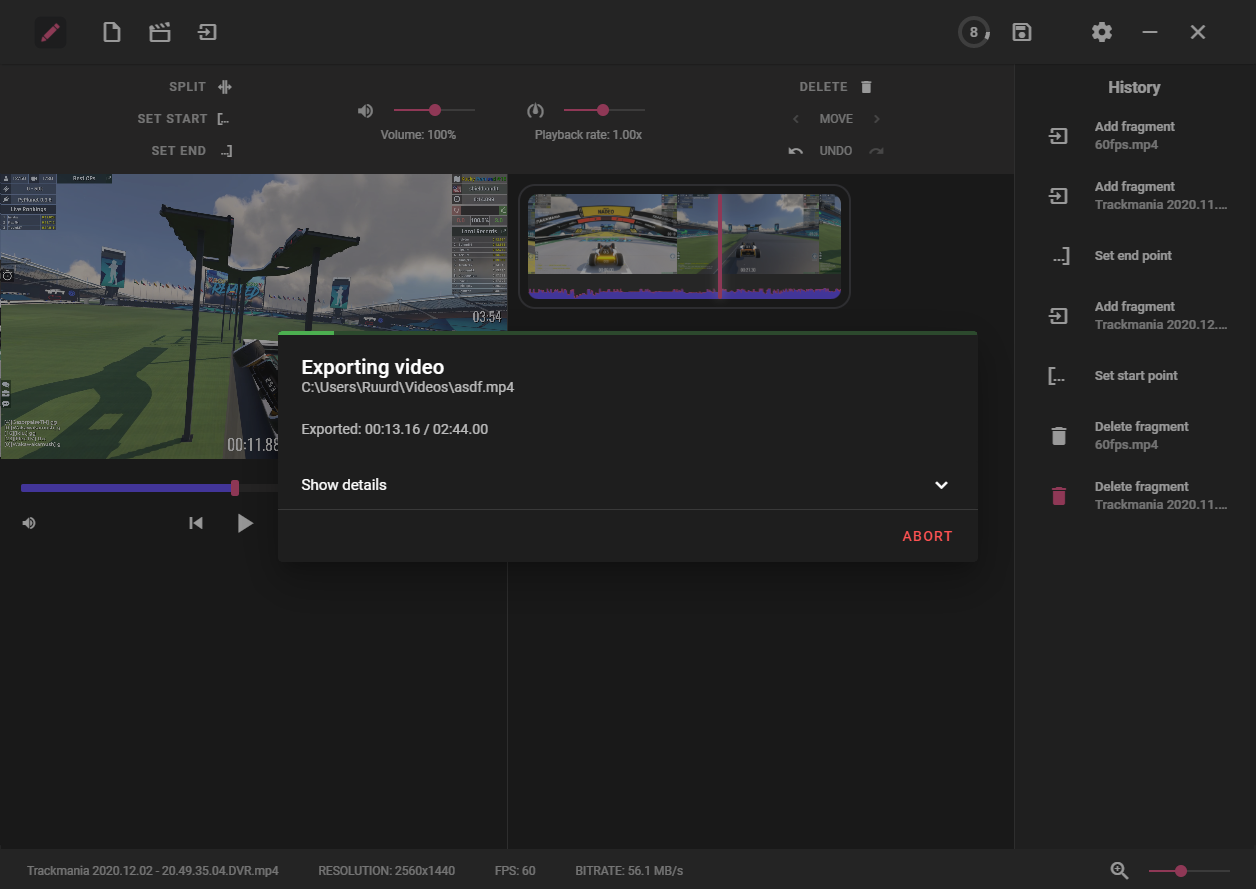 8
SPLIT
SET START
SET END
Volume: 100%
Playback rate: 1.00x
DELETE
MOVE
UNDO
History
Add fragment
60fps.mp4
Add fragment
Trackmania 2020.11....
Set end point
Add fragment
Trackmania 2020.12....
Set start point
Delete fragment
60fps.mp4
Delete fragment
Trackmania 2020.11....
Live Rankings
Local Records
03:54
00:11.88
Exporting video
C:\Users\Ruurd\Videos\asdf.mp4
Exported: 00:13.16 / 02:44.00
Show details
ABORT
Trackmania 2020.12.02 - 20.49.35.04.DVR.mp4
RESOLUTION: 2560x1440
FPS: 60
BITRATE: 56.1 MB/s